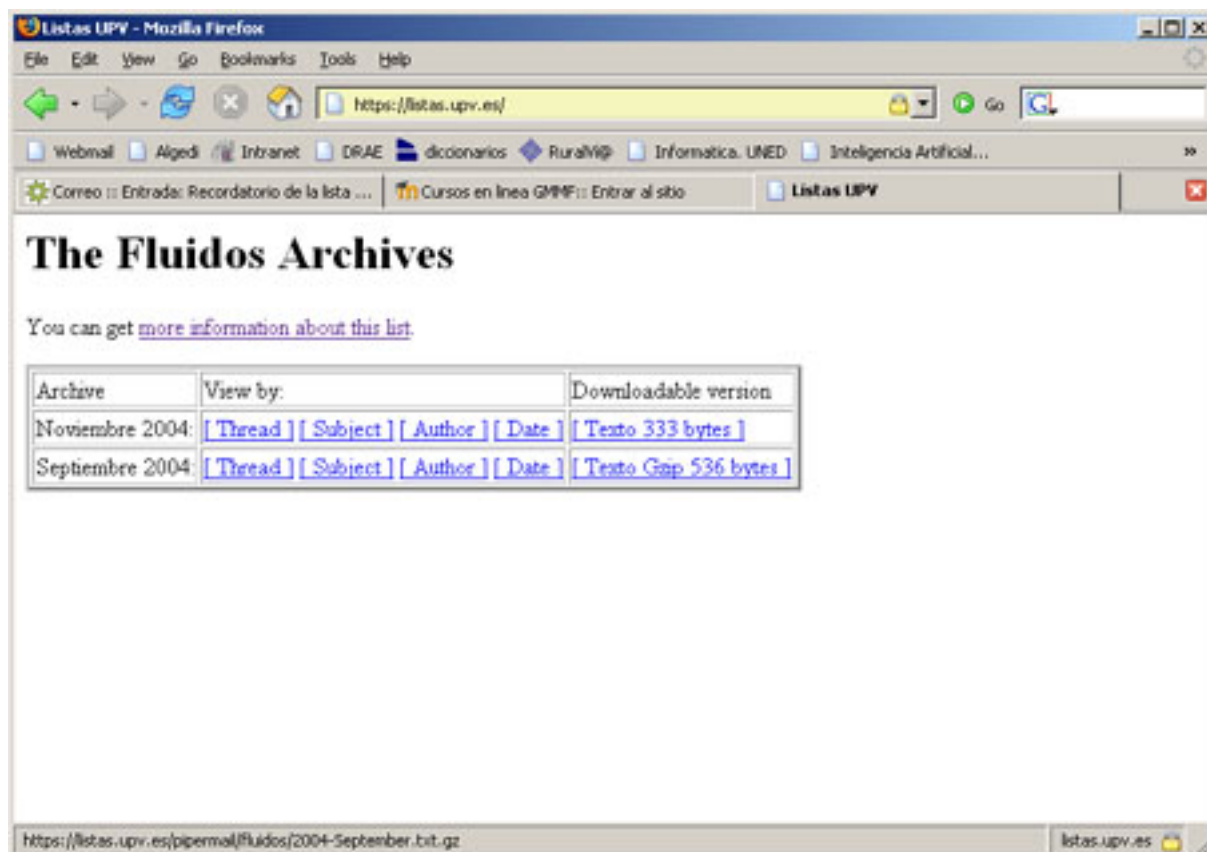 Listas UPV - Mozilla Firefox
File Edit View Go Bookmarks Tools Help
https://listas.upv.es/ Go
Webmail Algedi Intranet DRAE diccionarios RuralWi@ Informatica. UNED Inteligencia Artificial... »
Correo :: Entrada: Recordatorio de la lista ... Cursos en linea GMMF:: Entrar al sitio Listas UPV
The Fluidos Archives
You can get more information about this list.
Archive View by: Downloadable version
Noviembre 2004: [ Thread ] [ Subject ] [ Author ] [ Date ] [ Texto 333 bytes ]
Septiembre 2004: [ Thread ] [ Subject ] [ Author ] [ Date ] [ Texto Gzip 536 bytes ]
https://listas.upv.es/pipermail/fluidos/2004-September.txt.gz listas.upv.es